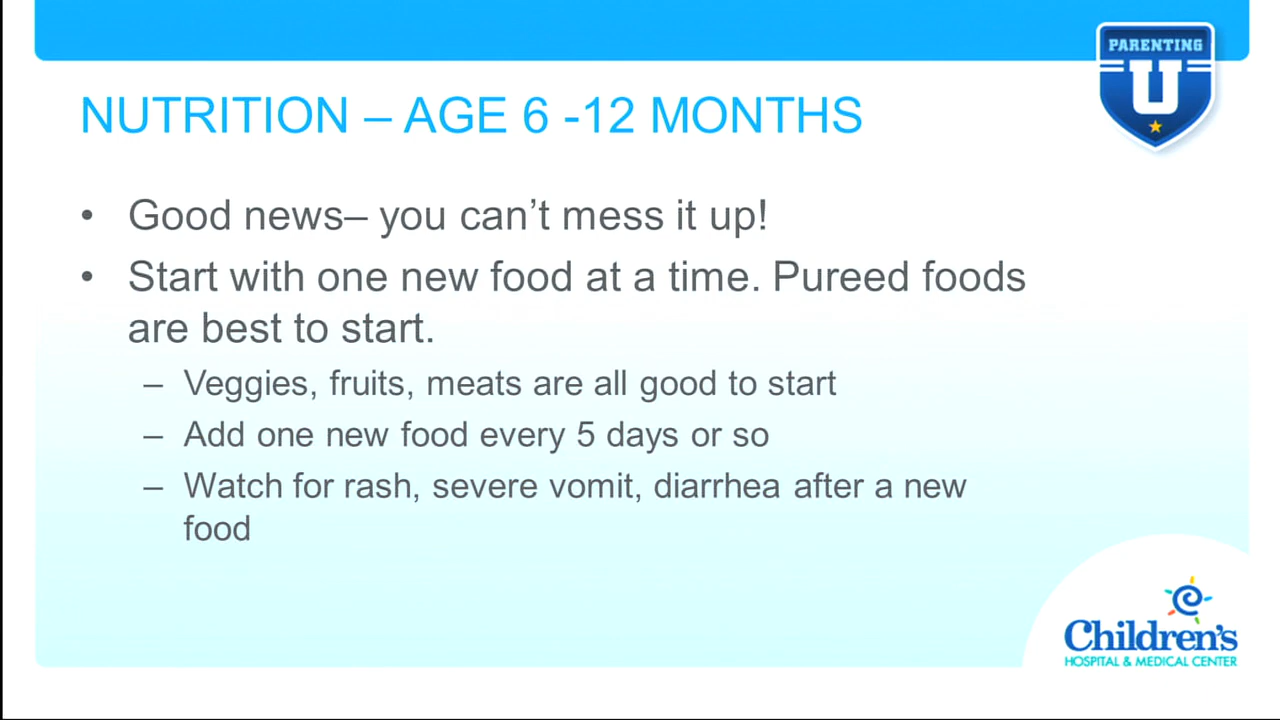 PARENTING
U
NUTRITION – AGE 6 -12 MONTHS
• Good news– you can’t mess it up!
• Start with one new food at a time. Pureed foods
are best to start.
– Veggies, fruits, meats are all good to start
– Add one new food every 5 days or so
– Watch for rash, severe vomit, diarrhea after a new
food
Children's
HOSPITAL & MEDICAL CENTER